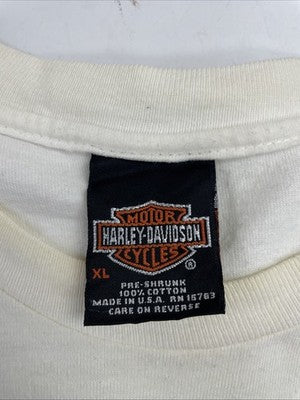 MOTOR
HARLEY-DAVIDSON
CYCLES
®
XL
PRE-SHRUNK
100% COTTON
MADE IN U.S.A. RN 15763
CARE ON REVERSE